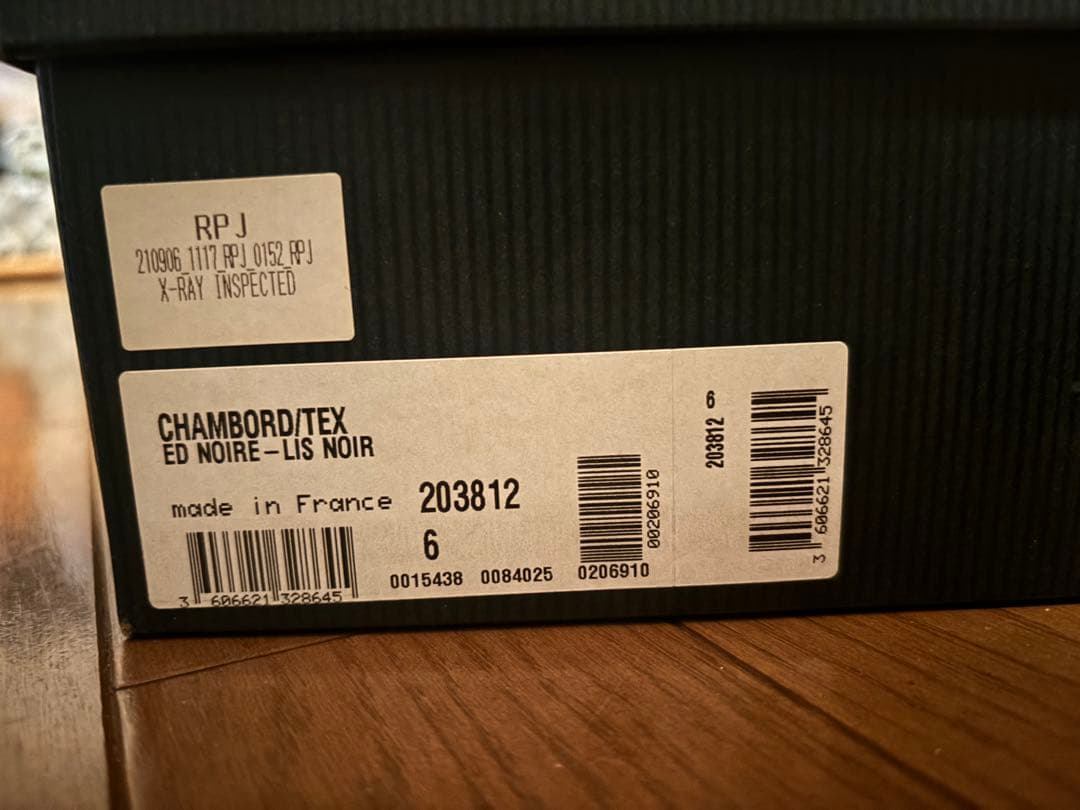 RPJ
210906_1117_RPJ_0152_RPJ
X-RAY INSPECTED
CHAMBORD/TEX
ED NOIRE-LIS NOIR
made in France 203812
6
3 606621 328645
0015438 0084025 0206910
00206910
6
203812
3 606621 328645